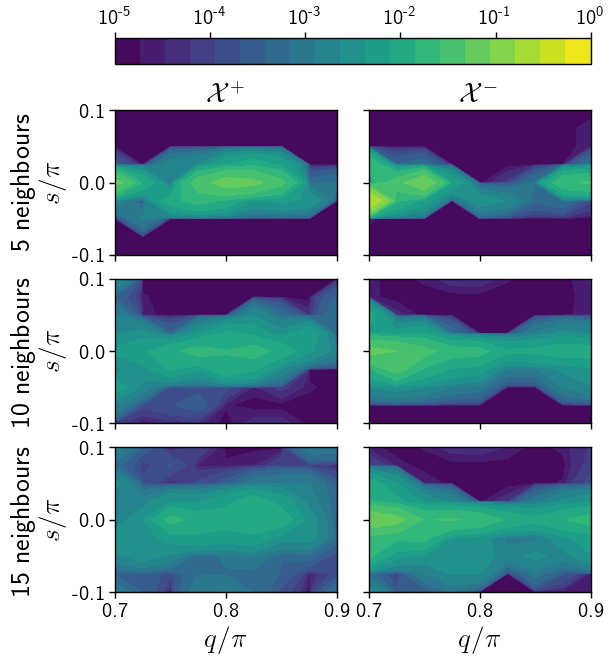 10⁻⁵ 10⁻⁴ 10⁻³ 10⁻² 10⁻¹ 10⁰
𝒳⁺ 𝒳⁻
5 neighbours
s/π
0.1
0.0
-0.1
10 neighbours
s/π
0.1
0.0
-0.1
15 neighbours
s/π
0.1
0.0
-0.1
0.7 0.8 0.9 0.7 0.8 0.9
q/π q/π